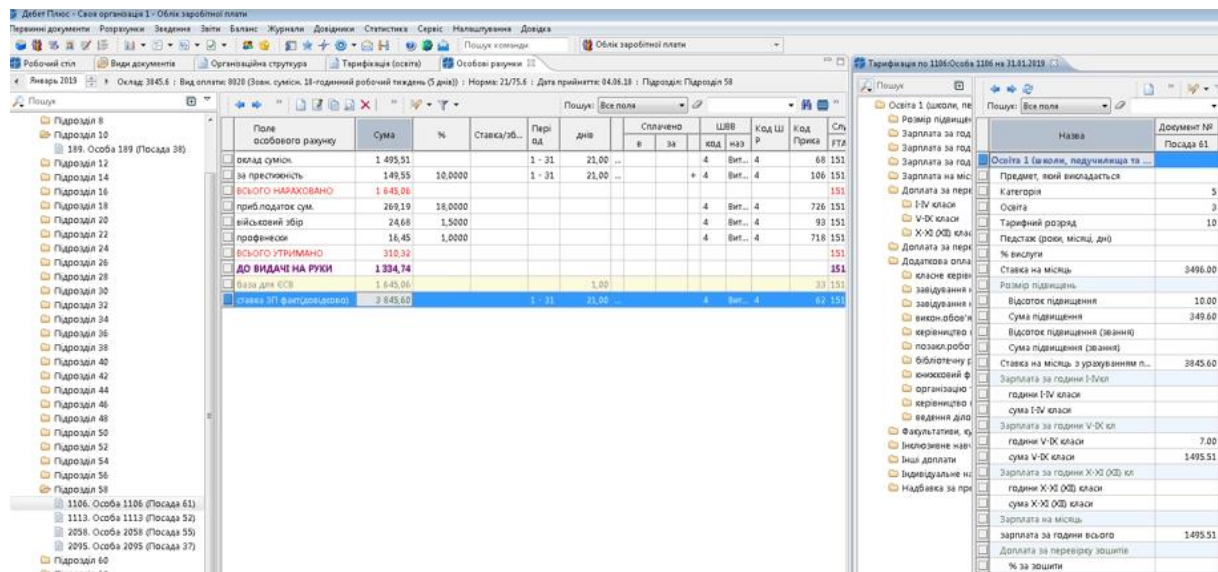 Дебет Плюс - Своя организація 1 - Облік заробітної плати
Первинні документи Розрахунки Зведення Звіти Баланс Журнали Довідники Статистика Сервіс Налаштування Довідка
Пошук команди Облік заробітної плати
Робочий стіл Види документів Організаційна структура Тарифікація (освіта) Особові рахунки
Январь 2019 Оклад: 3845.6 : Вид оплати: 8020 (Зовн. суміsн. 18-годинний робочий тиждень (5 днів)) : Норма: 21/75.6 : Дата прийняття: 04.06.18 : Підрозділ: Підрозділ 58
Пошук
Підрозділ 8
Підрозділ 10
189. Особа 189 (Посада 38)
Підрозділ 12
Підрозділ 14
Підрозділ 16
Підрозділ 18
Підрозділ 20
Підрозділ 22
Підрозділ 24
Підрозділ 26
Підрозділ 28
Підрозділ 30
Підрозділ 32
Підрозділ 34
Підрозділ 36
Підрозділ 38
Підрозділ 40
Підрозділ 42
Підрозділ 44
Підрозділ 46
Підрозділ 48
Підрозділ 50
Підрозділ 52
Підрозділ 54
Підрозділ 56
Підрозділ 58
1106. Особа 1106 (Посада 61)
1113. Особа 1113 (Посада 52)
2058. Особа 2058 (Посада 55)
2095. Особа 2095 (Посада 37)
Підрозділ 60
Пошук: Все поля
Поле особового рахунку Сума % Ставка/зб... Пері од днів Сплачено ШВВ Код Ш Р Код Прика Слу
в за код наз FTA
оклад суміsн. 1 495,51 1 - 31 21,00 ... 4 Вит... 4 68 151
за престижність 149,55 10,0000 1 - 31 21,00 ... + 4 Вит... 4 106 151
ВСЬОГО НАРАХОВАНО 1 645,06 151
приб.податок сум. 269,19 18,0000 4 Вит... 4 726 151
військовий збір 24,68 1,5000 4 Вит... 4 93 151
профвнески 16,45 1,0000 4 Вит... 4 718 151
ВСЬОГО УТРИМАНО 310,32 151
ДО ВИДАЧІ НА РУКИ 1 334,74 151
база для ЄСВ 1 645,06 1,00 33 151
ставка ЗП факт(довідково) 3 845,60 1 - 31 21,00 ... 4 Вит... 4 62 151
Тарифікація по 1106:Особа 1106 на 31.01.2019
Пошук
Освіта 1 (школи, пе
Розмір підвищен
Зарплата за год
Зарплата за год
Зарплата за год
Зарплата на міс
Доплата за пере
I-IV класи
V-IX класи
X-XI (XII) клас
Доплата за пере
Додаткова опла
класне керівн
завідування к
завідування н
викон.обов'я
керівництво
позакл.робот
бібліотечну р
книжковий ф
організацію т
керівництво
ведення діло
Факультативи, ку
Інклюзивне навч
Інші доплати
Індивідуальне на
Надбавка за пре
Пошук: Все поля
Назва Документ №
Посада 61
Освіта 1 (школи, педучилища та ...
Предмет, який викладається
Категорія 5
Освіта 3
Тарифний розряд 10
Педстаж (роки, місяці, дні)
% вислуги
Ставка на місяць 3496.00
Розмір підвищень
Відсоток підвищення 10.00
Сума підвищення 349.60
Відсоток підвищення (звання)
Сума підвищення (звання)
Ставка на місяць з урахуванням п... 3845.60
Зарплата за години I-IVкл
години I-IV класи
сума I-IV класи
Зарплата за години V-IX кл
години V-IX класи 7.00
сума V-IX класи 1495.51
Зарплата за години X-XI (XII) кл
години X-XI (XII) класи
сума X-XI (XII) класи
Зарплата на місяць
зарплата за години всього 1495.51
Доплата за перевірку зошитів
% за зошити